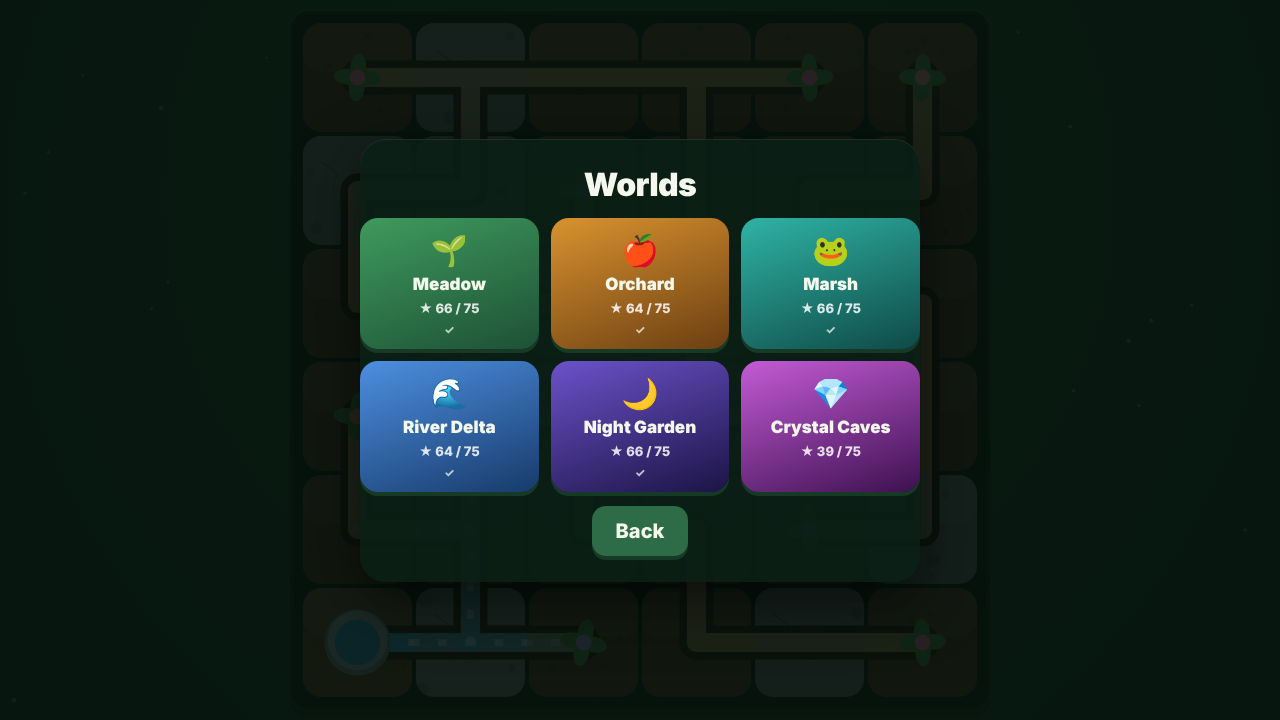 Worlds
Meadow
★ 66 / 75
✓
Orchard
★ 64 / 75
✓
Marsh
★ 66 / 75
✓
River Delta
★ 64 / 75
✓
Night Garden
★ 66 / 75
✓
Crystal Caves
★ 39 / 75
Back